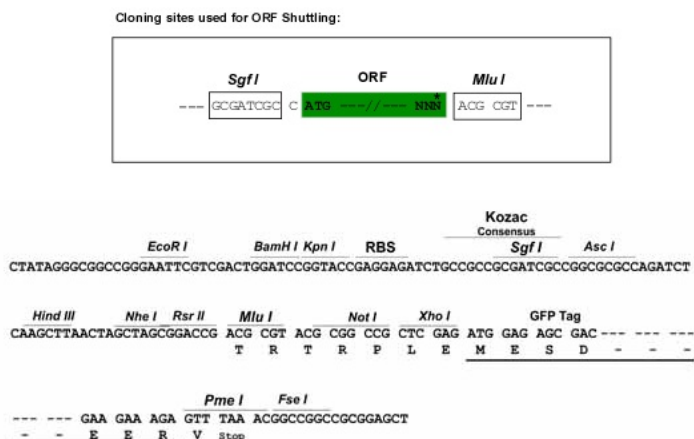 Cloning sites used for ORF Shuttling:
Sgf I ORF Mlu I
--- GCGATCGC C ATG ---//--- NNN* ACG CGT ---
Kozac
Consensus
EcoR I BamH I Kpn I RBS Sgf I Asc I
CTATAGGGCGGCCGGGAATTCGTCGACTGGATCCGGTACCGAGGAGATCTGCCGCCGCGATCGCCGGCGCGCCAGATCT
Hind III Nhe I Rsr II Mlu I Not I Xho I GFP Tag
CAAGCTTAACTAGCTAGCGGACCG ACG CGT ACG CGG CCG CTC GAG ATG GAG AGC GAC--- --- ---
T R T R P L E M E S D - - -
Pme I Fse I
--- --- GAA GAA AGA GTT TAA ACGGCCGGCCGCGGAGCT
- - E E R V Stop